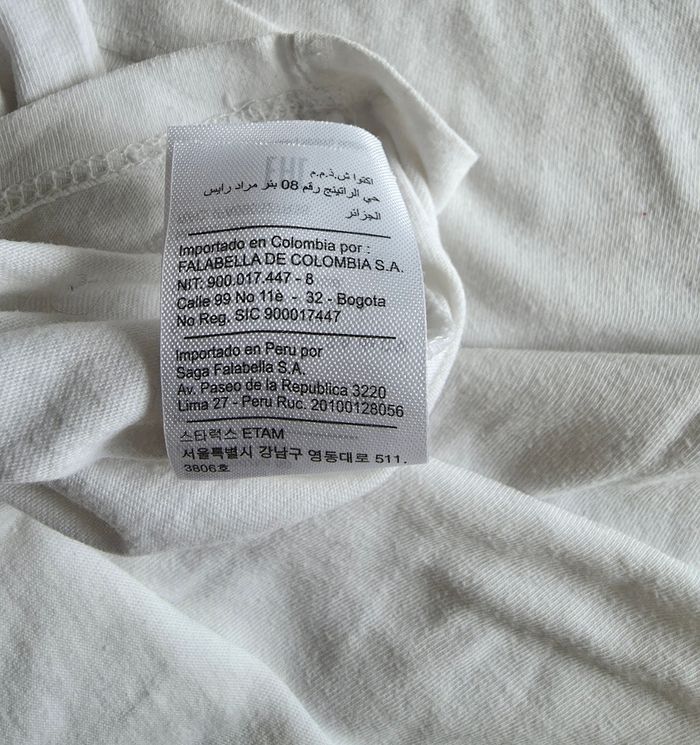 اكتوا ش.ذ.م.م
حي الراتينج رقم 08 بئر مراد رايس
الجزائر
Importado en Colombia por :
FALABELLA DE COLOMBIA S.A.
NIT: 900.017.447 - 8
Calle 99 No 11è - 32 - Bogota
No Reg. SIC 900017447
Importado en Peru por
Saga Falabella S.A.
Av. Paseo de la Republica 3220
Lima 27 - Peru Ruc. 20100128056
스타럭스 ETAM
서울특별시 강남구 영동대로 511,
3806호